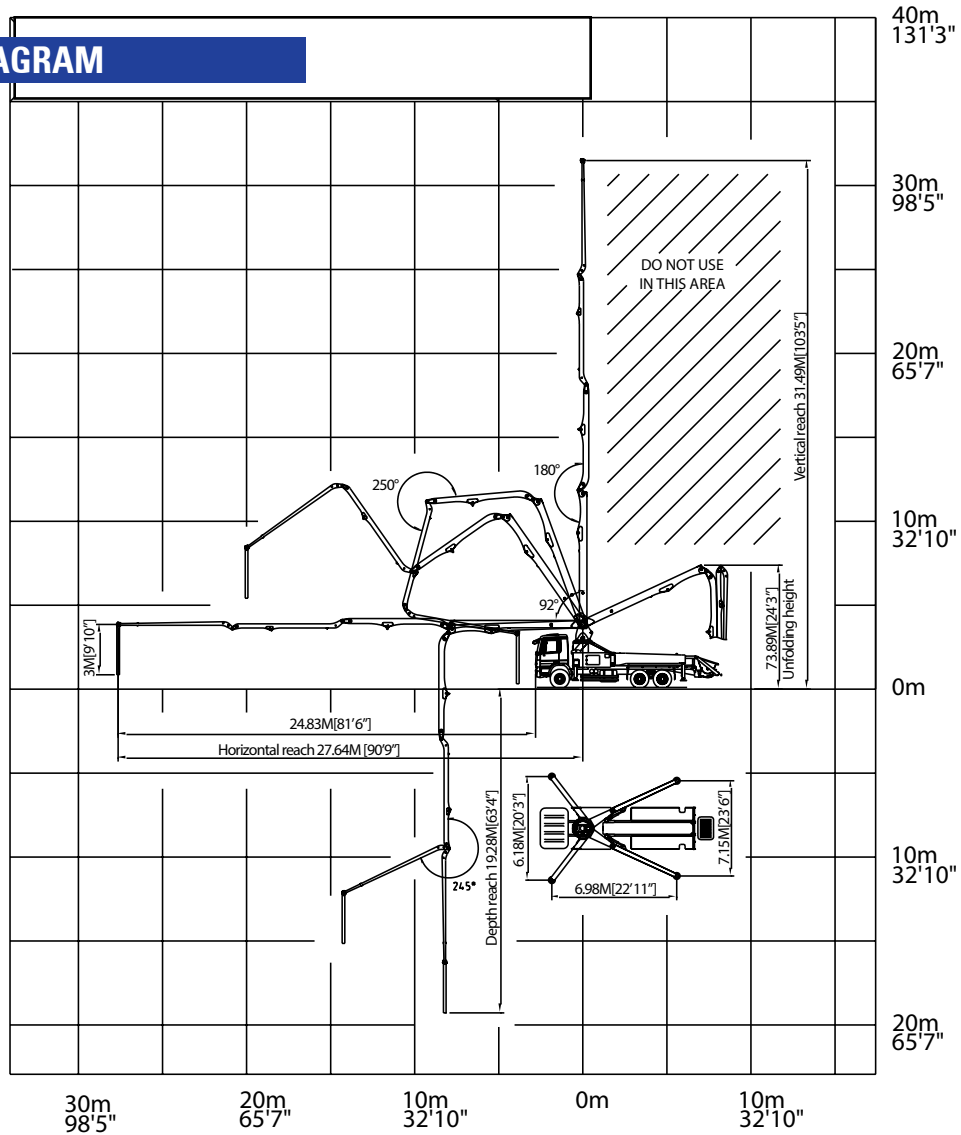 AGRAM
40m
131'3"
30m
98'5"
DO NOT USE
IN THIS AREA
Vertical reach 31.49M[103'5"]
20m
65'7"
250°
180°
10m
32'10"
92°
73.89M[24'3"]
Unfolding height
3M[9'10"]
0m
24.83M[81'6"]
Horizontal reach 27.64M [90'9"]
Depth reach 19.28M[63'4"]
6.18M[20'3"]
7.15M[23'6"]
6.98M[22'11"]
10m
32'10"
245°
20m
65'7"
30m
98'5"
20m
65'7"
10m
32'10"
0m
10m
32'10"